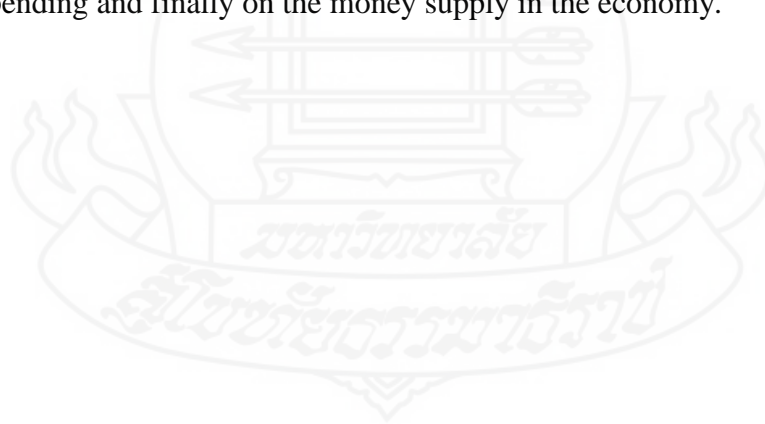 ending and finally on the money supply in the economy.
มหาวิทยาลัย
สุโขทัยธรรมาธิราช